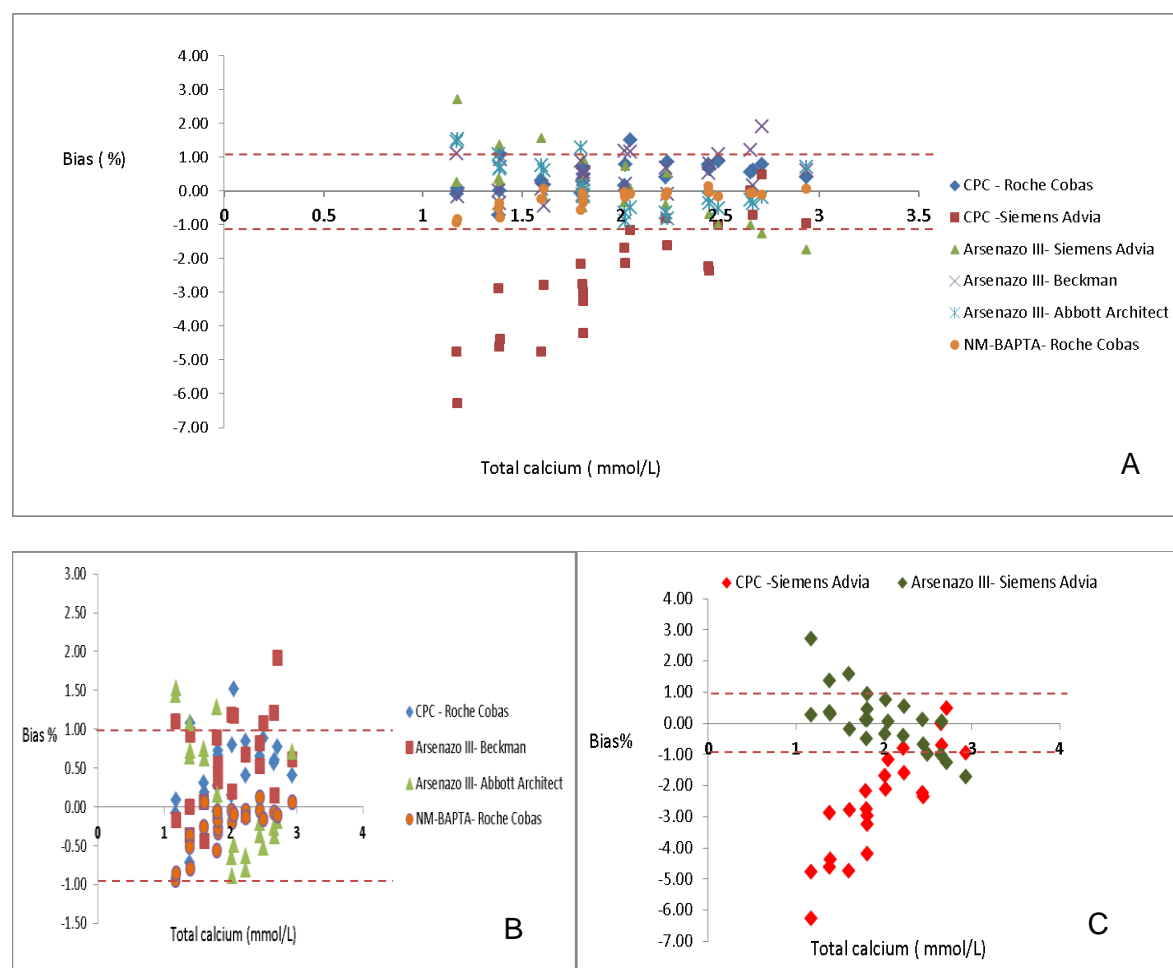 4.00
3.00
2.00
Bias ( %)
1.00
0.00
0 0.5 1 1.5 2 2.5 3 3.5
-1.00
-2.00
-3.00
-4.00
-5.00
-6.00
-7.00
CPC - Roche Cobas
CPC -Siemens Advia
Arsenazo III- Siemens Advia
Arsenazo III- Beckman
Arsenazo III- Abbott Architect
NM-BAPTA- Roche Cobas
Total calcium ( mmol/L)
A
3.00
2.50
2.00
1.50
1.00
Bias %
0.50
0.00
0 1 2 3 4
-0.50
-1.00
-1.50
CPC - Roche Cobas
Arsenazo III- Beckman
Arsenazo III- Abbott Architect
NM-BAPTA- Roche Cobas
Total calcium (mmol/L)
B
CPC -Siemens Advia Arsenazo III- Siemens Advia
4.00
3.00
2.00
1.00
0.00
Bias%
0 1 2 3 4
-1.00
-2.00
-3.00
-4.00
-5.00
-6.00
-7.00
Total calcium ( mmol/L)
C